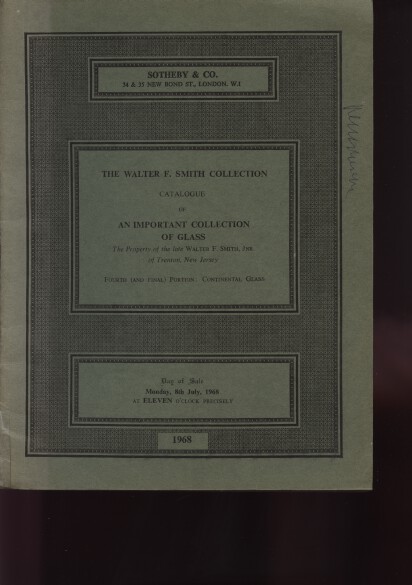 SOTHEBY & CO.
34 & 35 NEW BOND ST., LONDON, W.1
THE WALTER F. SMITH COLLECTION
CATALOGUE
OF
AN IMPORTANT COLLECTION
OF GLASS
The Property of the late WALTER F. SMITH, JNR.
of Trenton, New Jersey
FOURTH (AND FINAL) PORTION. CONTINENTAL GLASS
Day of Sale
Monday, 8th July, 1968
AT ELEVEN O'CLOCK PRECISELY
1968